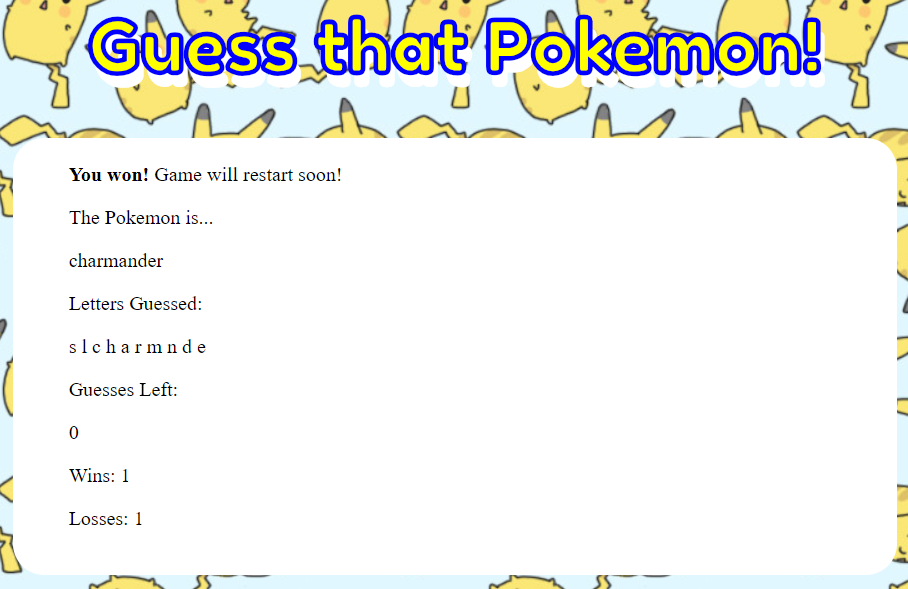 Guess that Pokemon!
You won! Game will restart soon!
The Pokemon is...
charmander
Letters Guessed:
s l c h a r m n d e
Guesses Left:
0
Wins: 1
Losses: 1